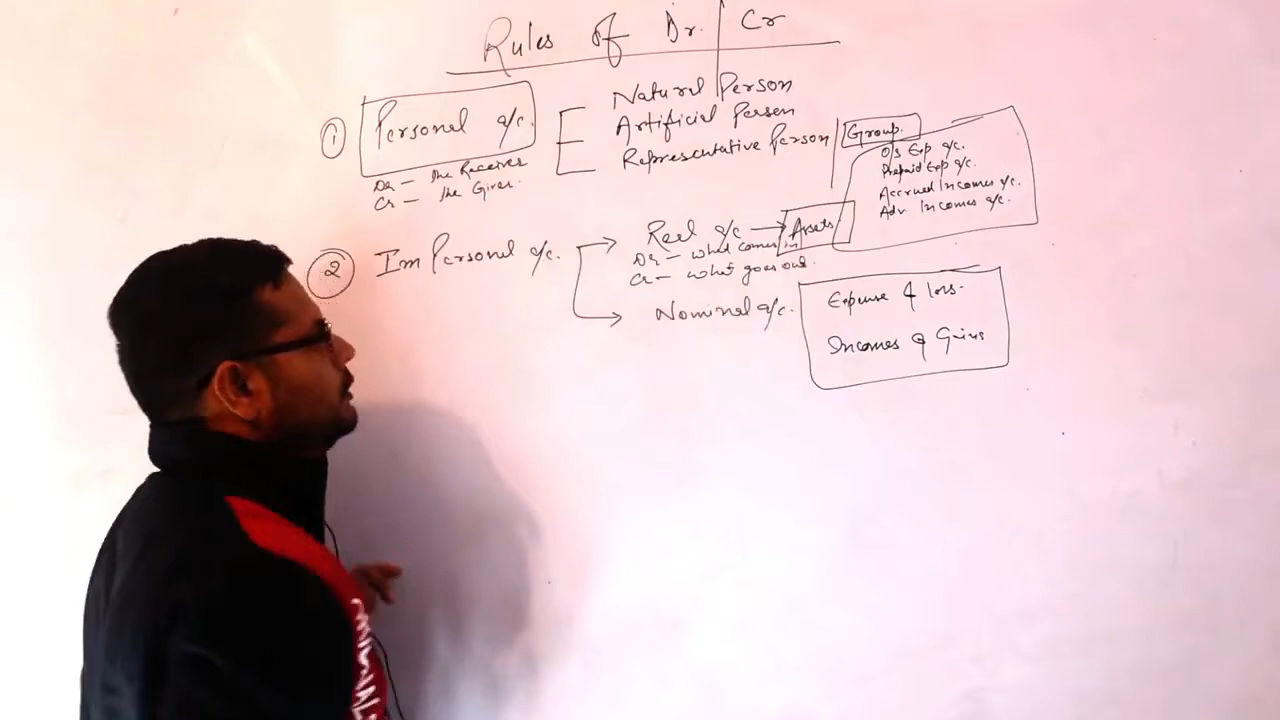 Rules of Dr. Cr
① Personal a/c.
Natural Person
Artificial Person
Representative Person
Group.
O/s Exp a/c.
Prepaid Exp a/c.
Accrued Incomes a/c.
Adv Incomes a/c.
Dr — the Receiver
Cr — the Giver.
② Im Personal a/c.
Real a/c → Assets
Dr — what comes in
Cr — what goes out.
Nominal a/c.
Expense & loss.
Incomes & Gains